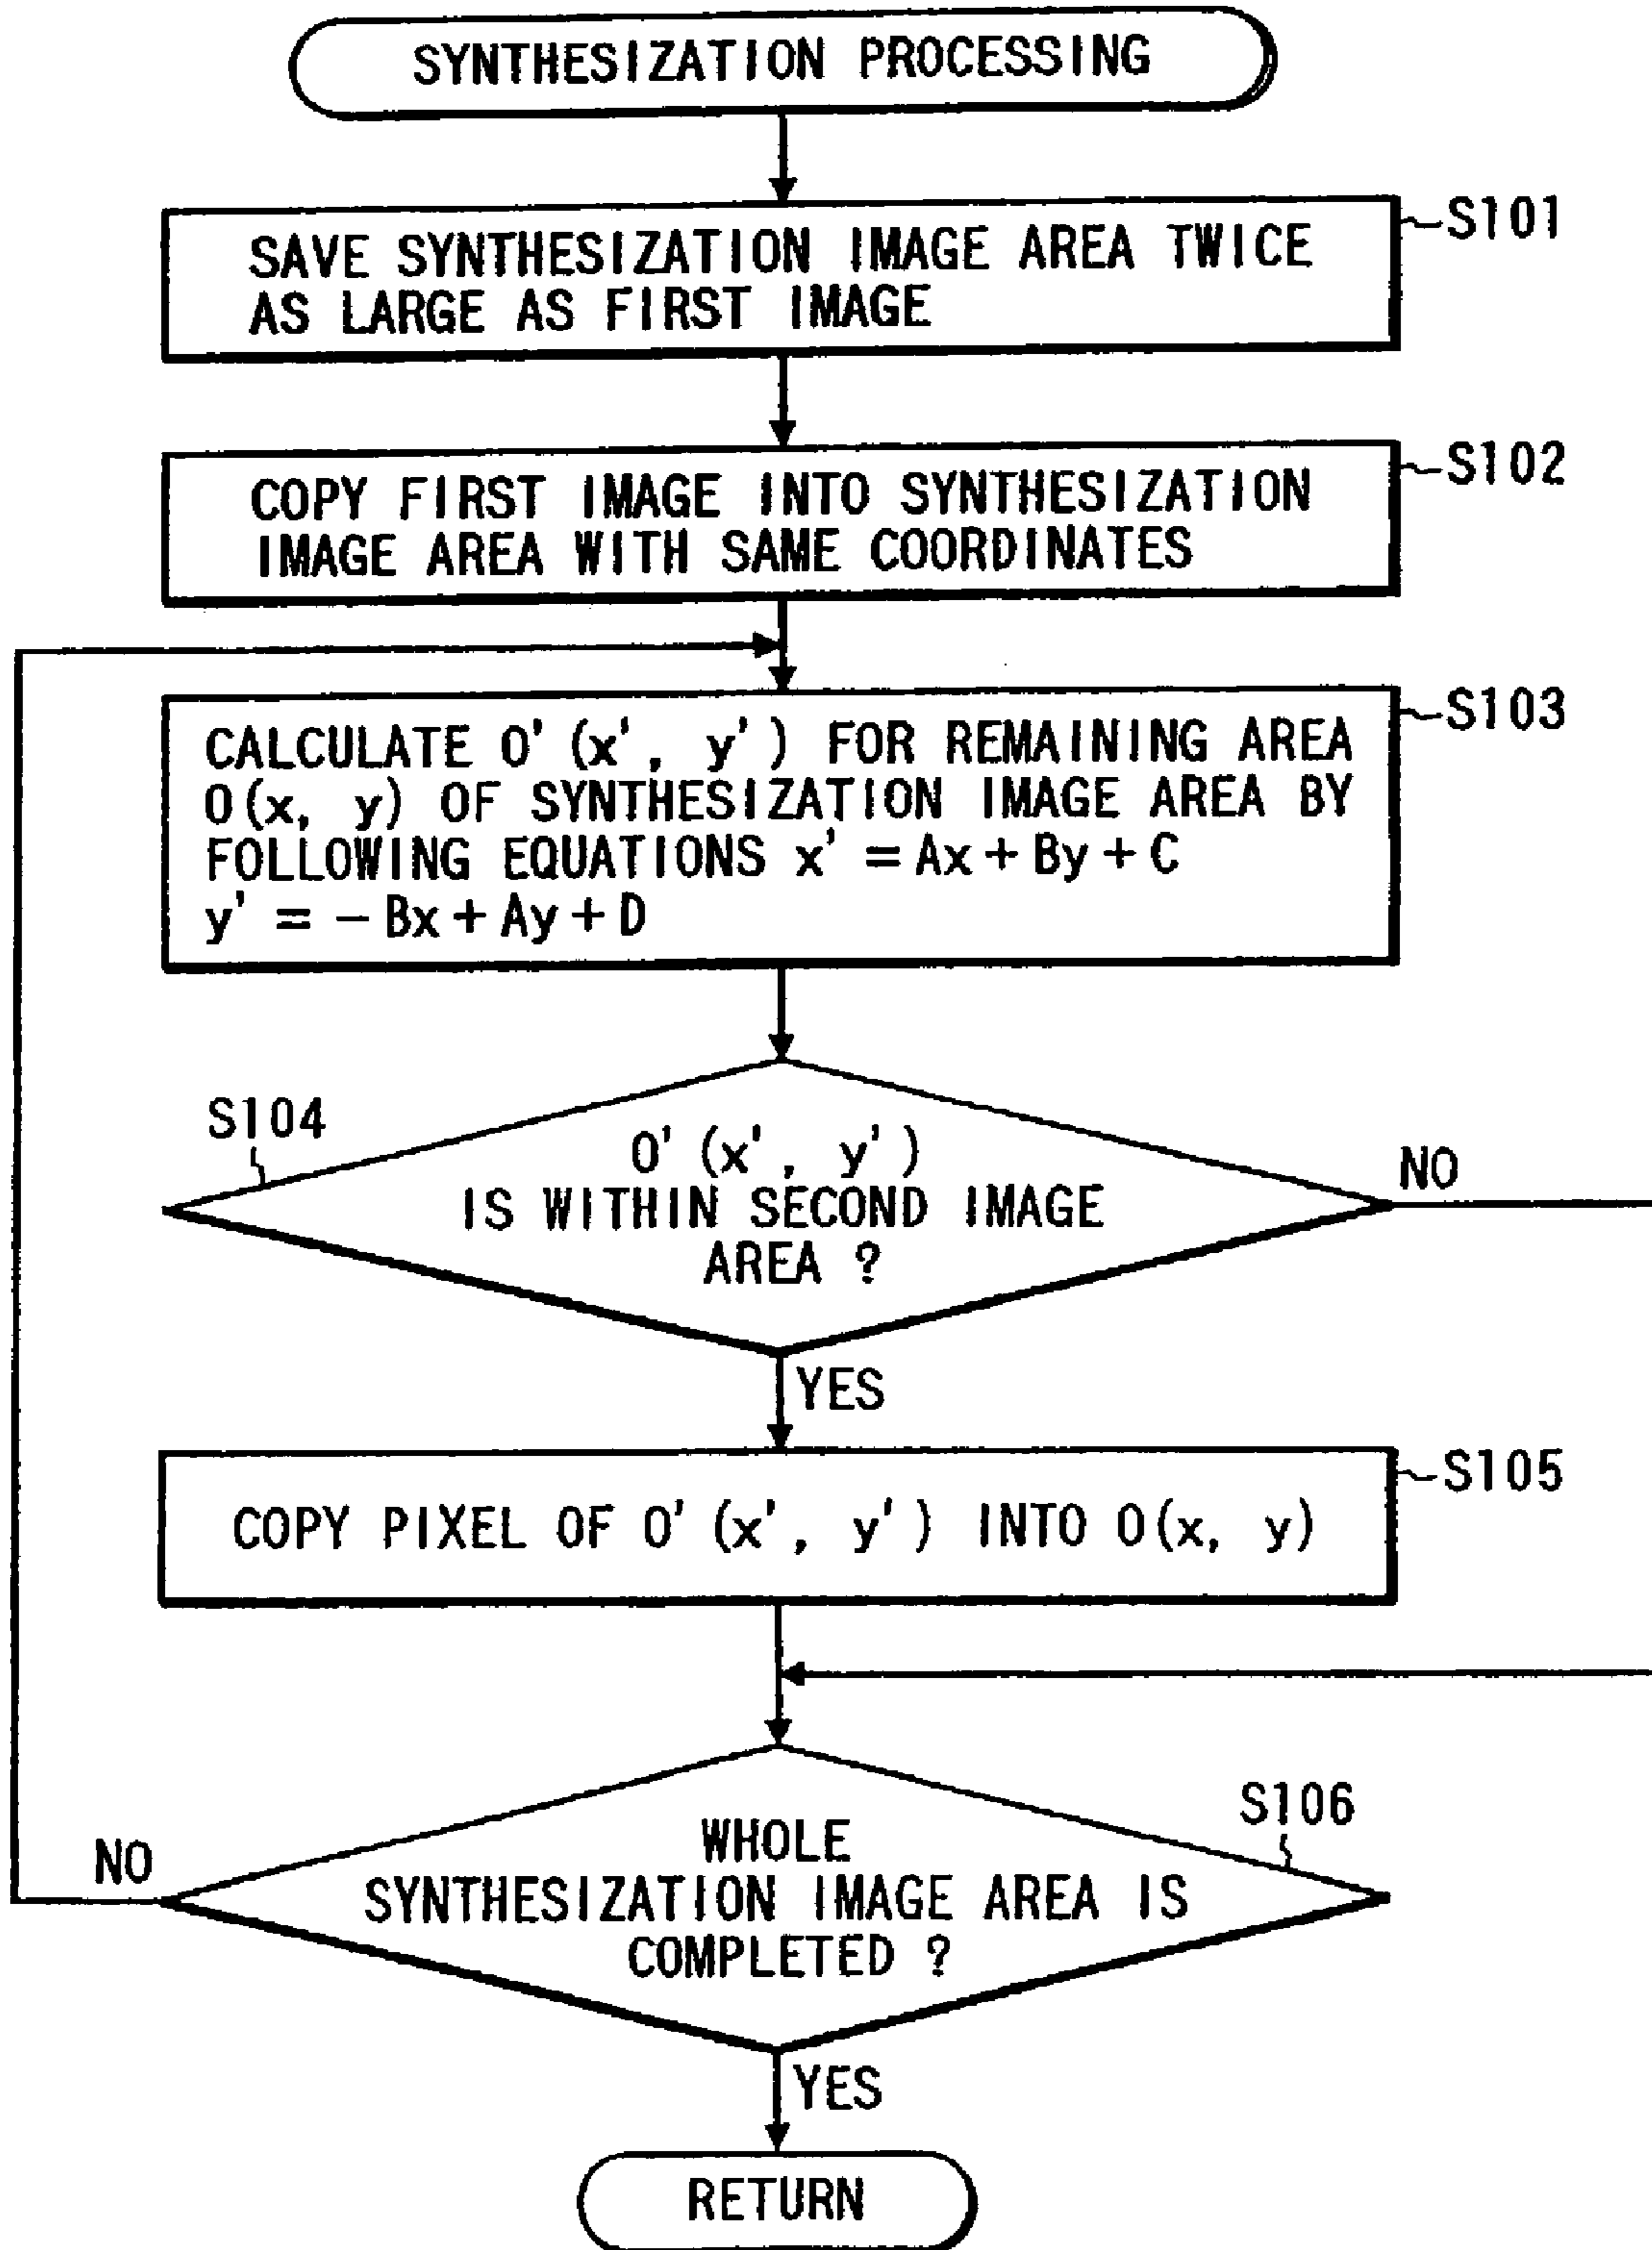 SYNTHESIZATION PROCESSING
S101
SAVE SYNTHESIZATION IMAGE AREA TWICE
AS LARGE AS FIRST IMAGE
S102
COPY FIRST IMAGE INTO SYNTHESIZATION
IMAGE AREA WITH SAME COORDINATES
S103
CALCULATE O'(x', y') FOR REMAINING AREA
O(x, y) OF SYNTHESIZATION IMAGE AREA BY
FOLLOWING EQUATIONS x' = Ax + By + C
y' = - Bx + Ay + D
S104
O'(x', y')
IS WITHIN SECOND IMAGE
AREA ?
NO
YES
S105
COPY PIXEL OF O'(x', y') INTO O(x, y)
S106
WHOLE
SYNTHESIZATION IMAGE AREA IS
COMPLETED ?
NO
YES
RETURN